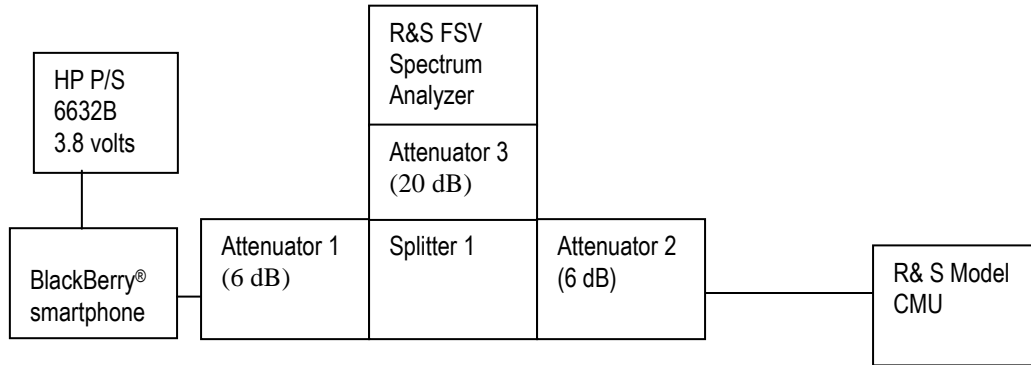 R&S FSV
Spectrum
Analyzer
HP P/S
6632B
3.8 volts
Attenuator 3
(20 dB)
BlackBerry®
smartphone
Attenuator 1
(6 dB)
Splitter 1
Attenuator 2
(6 dB)
R& S Model
CMU